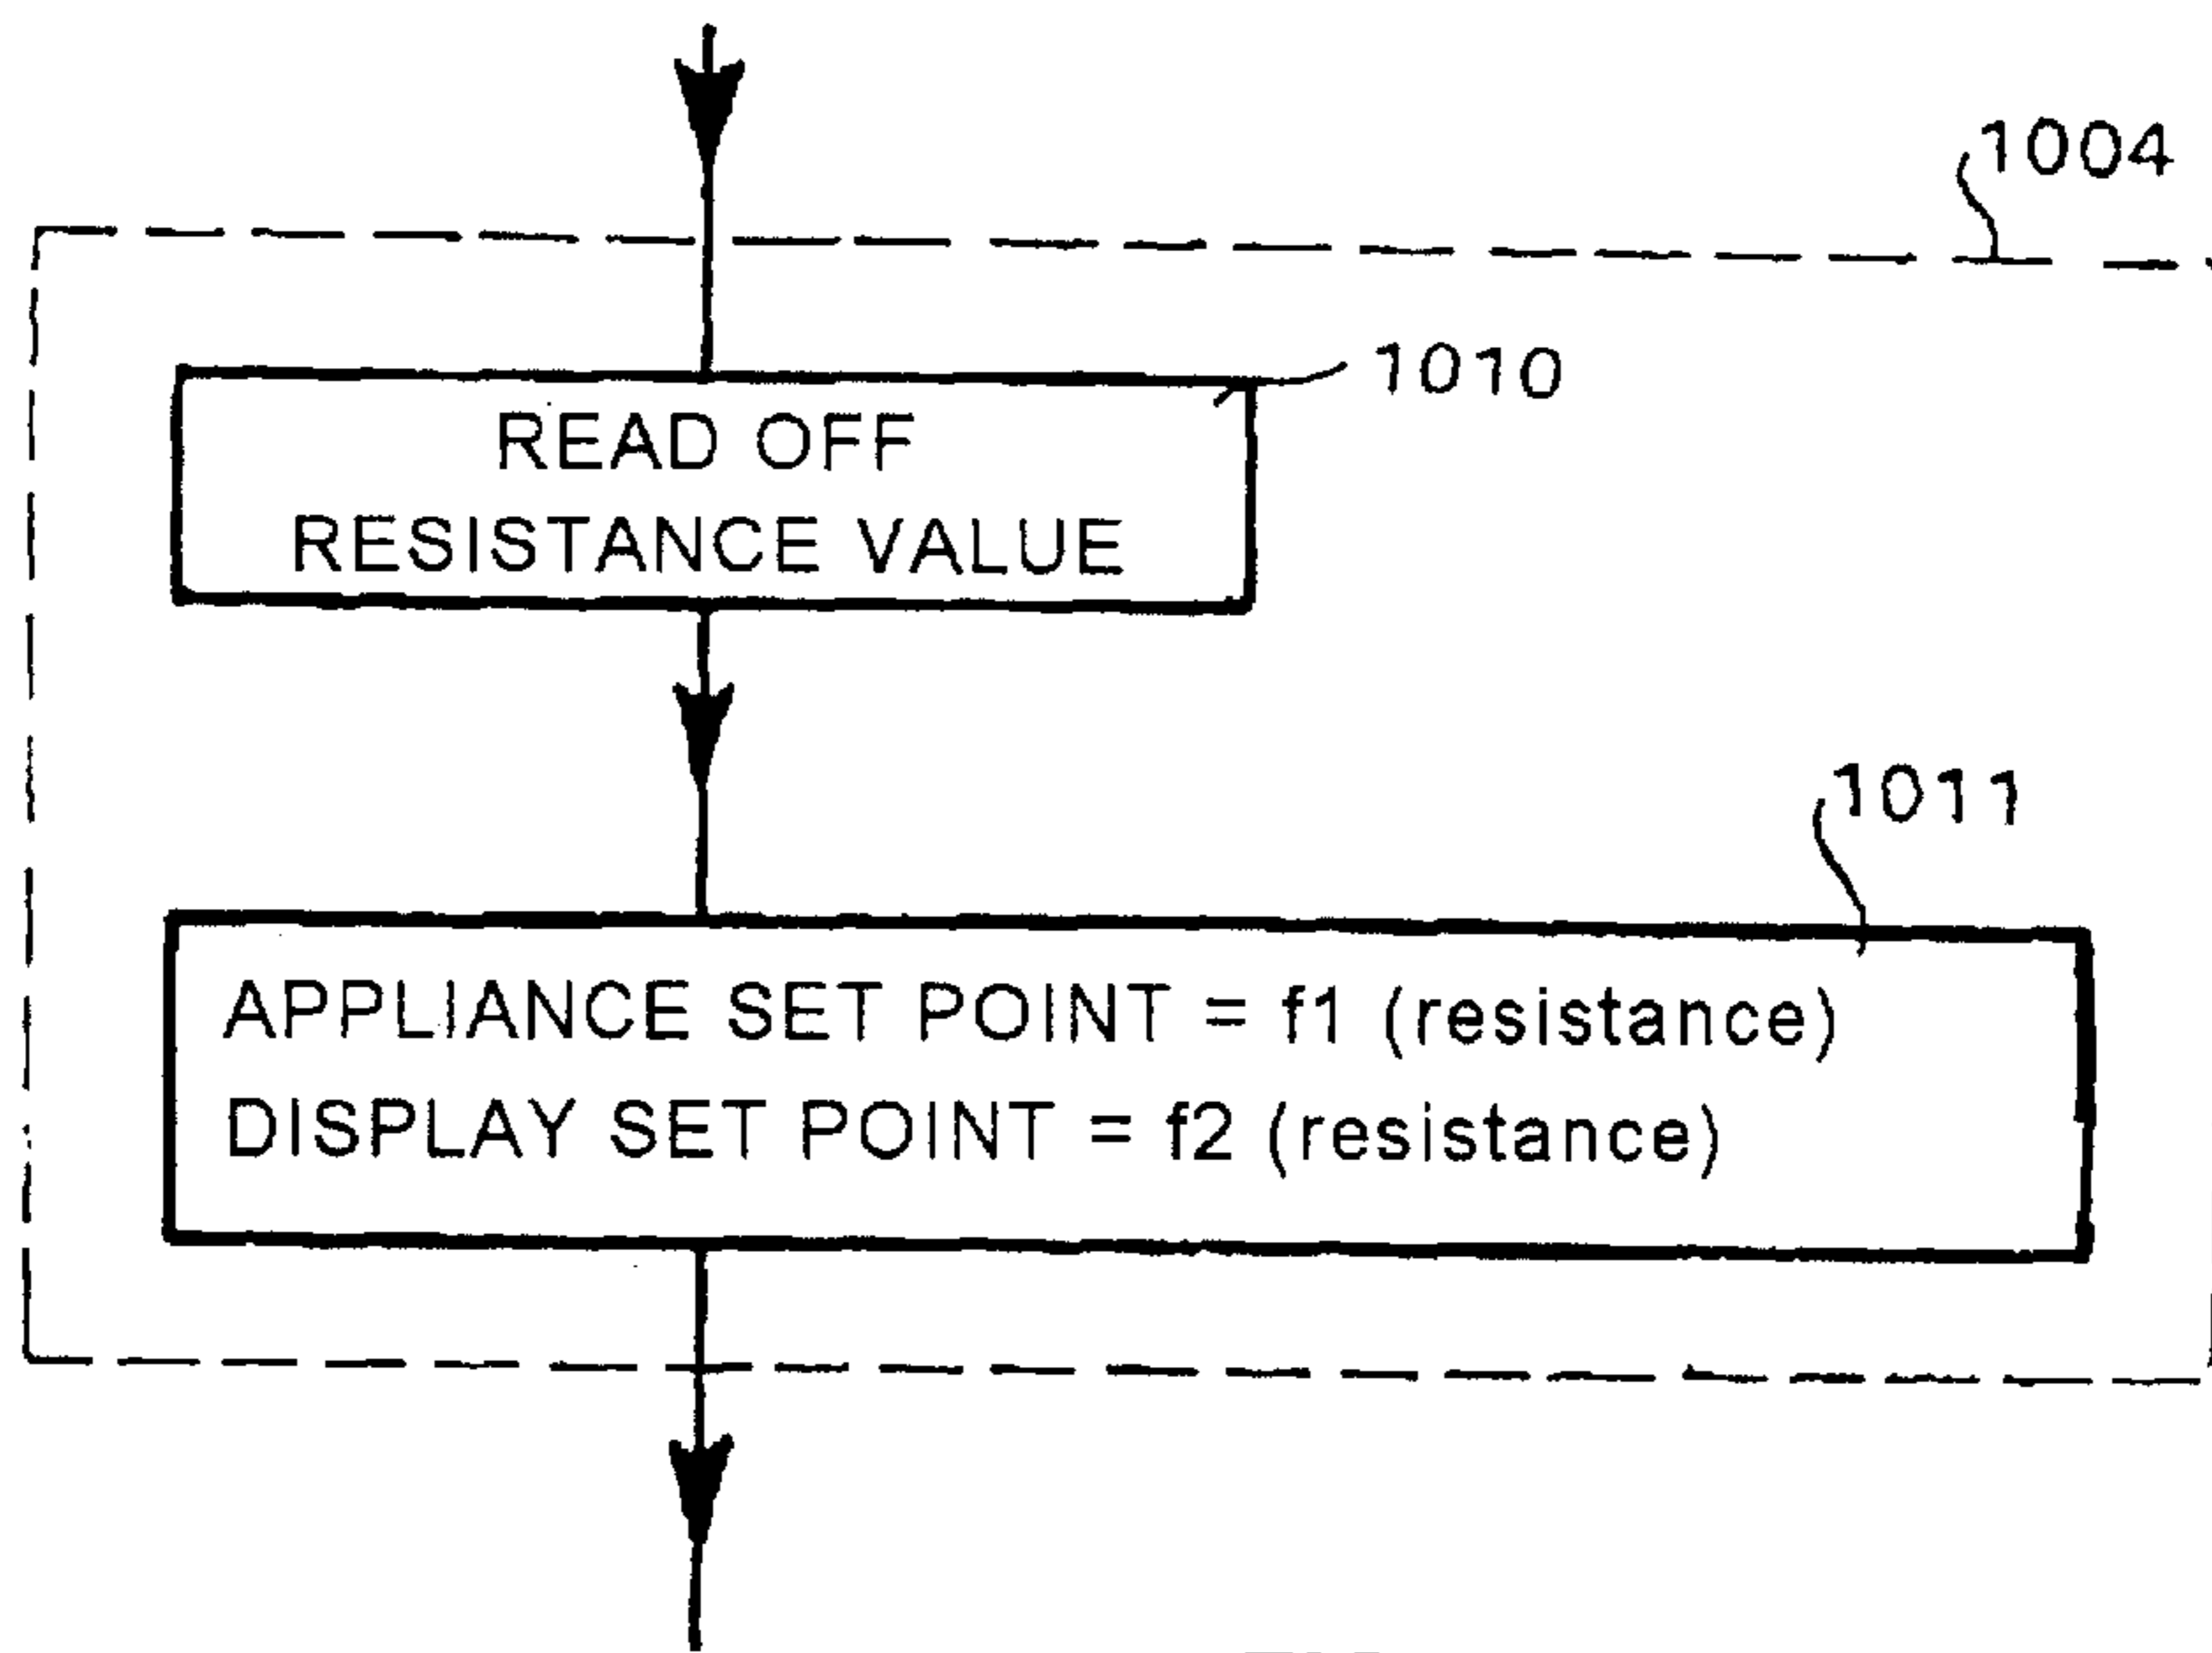 1004
1010
READ OFF
RESISTANCE VALUE
1011
APPLIANCE SET POINT = f1 (resistance)
DISPLAY SET POINT = f2 (resistance)